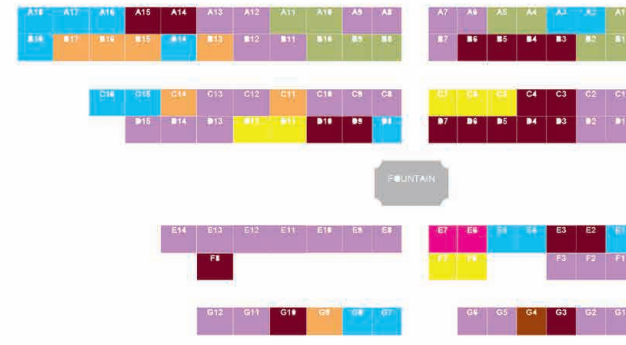 A18 A17 A16 A15 A14 A13 A12 A11 A10 A9 A8 A7 A6 A5 A4 A3 A2 A1
B18 B17 B16 B15 B14 B13 B12 B11 B10 B9 B8 B7 B6 B5 B4 B3 B2 B1
C16 C15 C14 C13 C12 C11 C10 C9 C8 C7 C6 C5 C4 C3 C2 C1
D15 D14 D13 D12 D11 D10 D9 D8 D7 D6 D5 D4 D3 D2 D1
FOUNTAIN
E14 E13 E12 E11 E10 E9 E8 E7 E6 E5 E4 E3 E2 E1
F8 F7 F6 F3 F2 F1
G12 G11 G10 G9 G8 G7 G6 G5 G4 G3 G2 G1